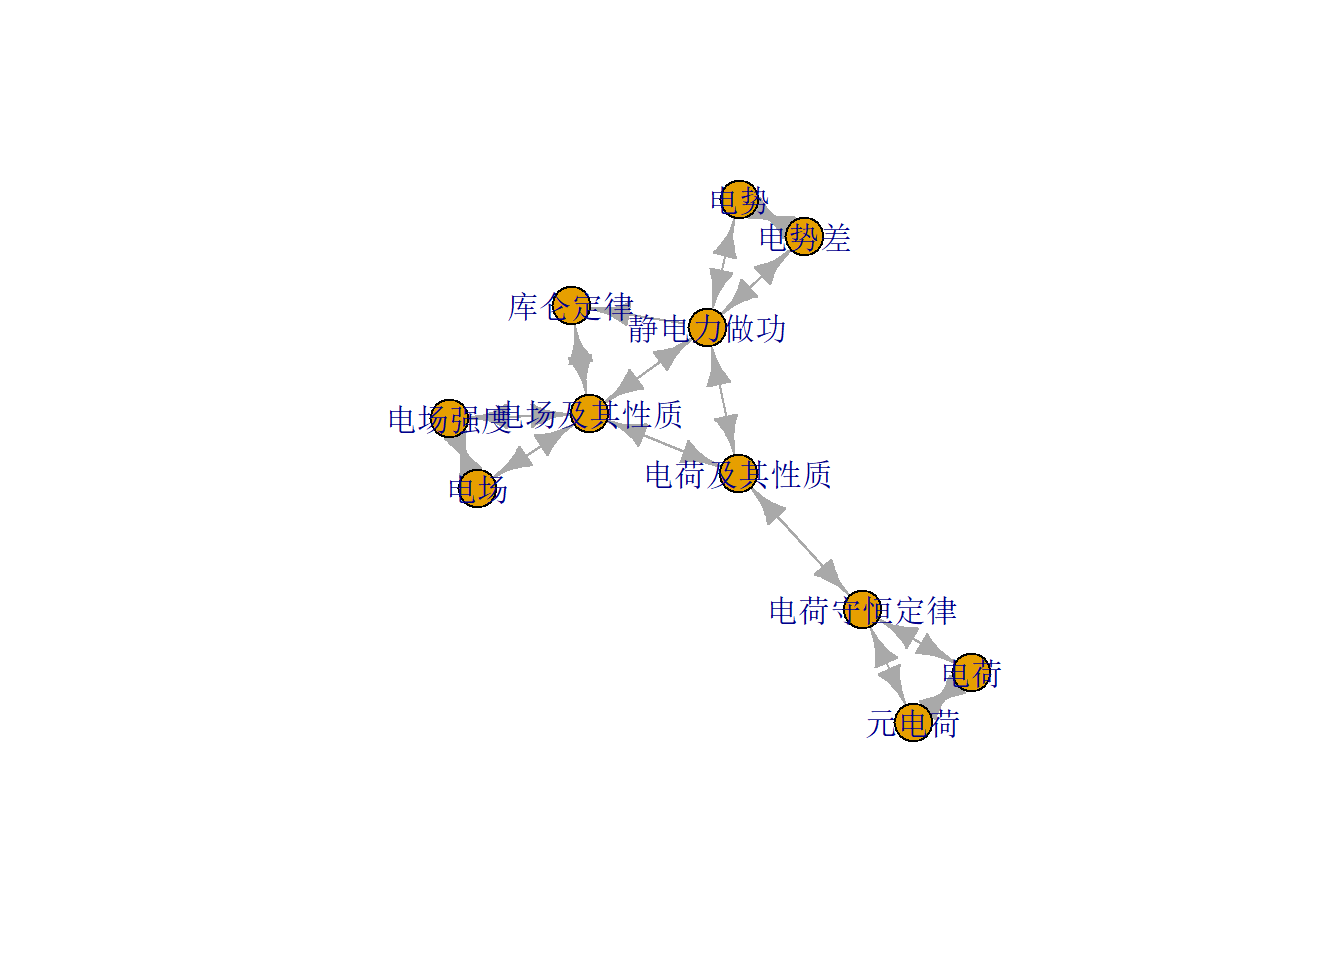 电势
电势差
库仑定律
静电力做功
电场强度
电场及其性质
电荷及其性质
电场
电荷守恒定律
电荷
元电荷